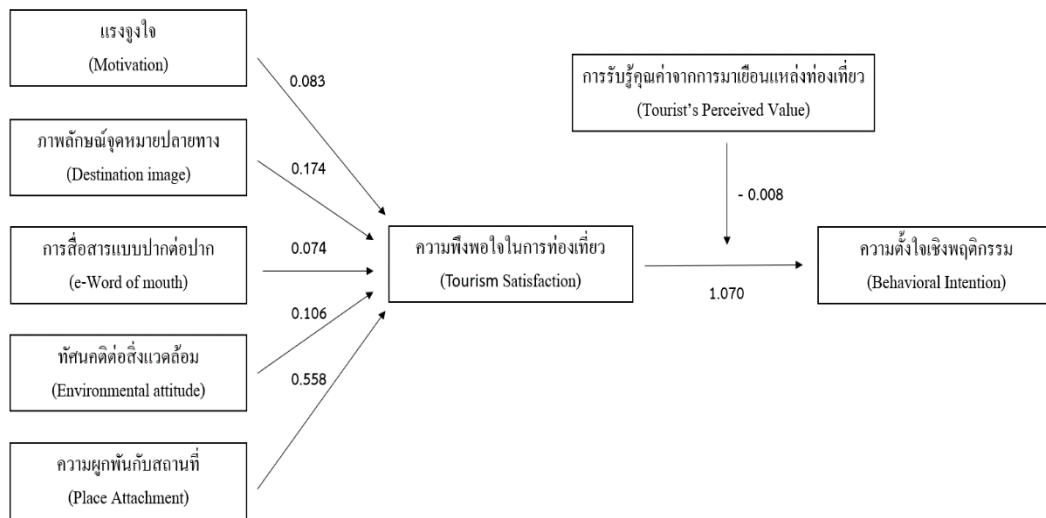 แรงจูงใจ
(Motivation)
0.083
การรับรู้คุณค่าจากการมาเยือนแหล่งท่องเที่ยว
(Tourist's Perceived Value)
ภาพลักษณ์จุดหมายปลายทาง
(Destination image)
0.174
- 0.008
การสื่อสารแบบปากต่อปาก
(e-Word of mouth)
0.074
ความพึงพอใจในการท่องเที่ยว
(Tourism Satisfaction)
1.070
ความตั้งใจเชิงพฤติกรรม
(Behavioral Intention)
0.106
ทัศนคติต่อสิ่งแวดล้อม
(Environmental attitude)
0.558
ความผูกพันกับสถานที่
(Place Attachment)